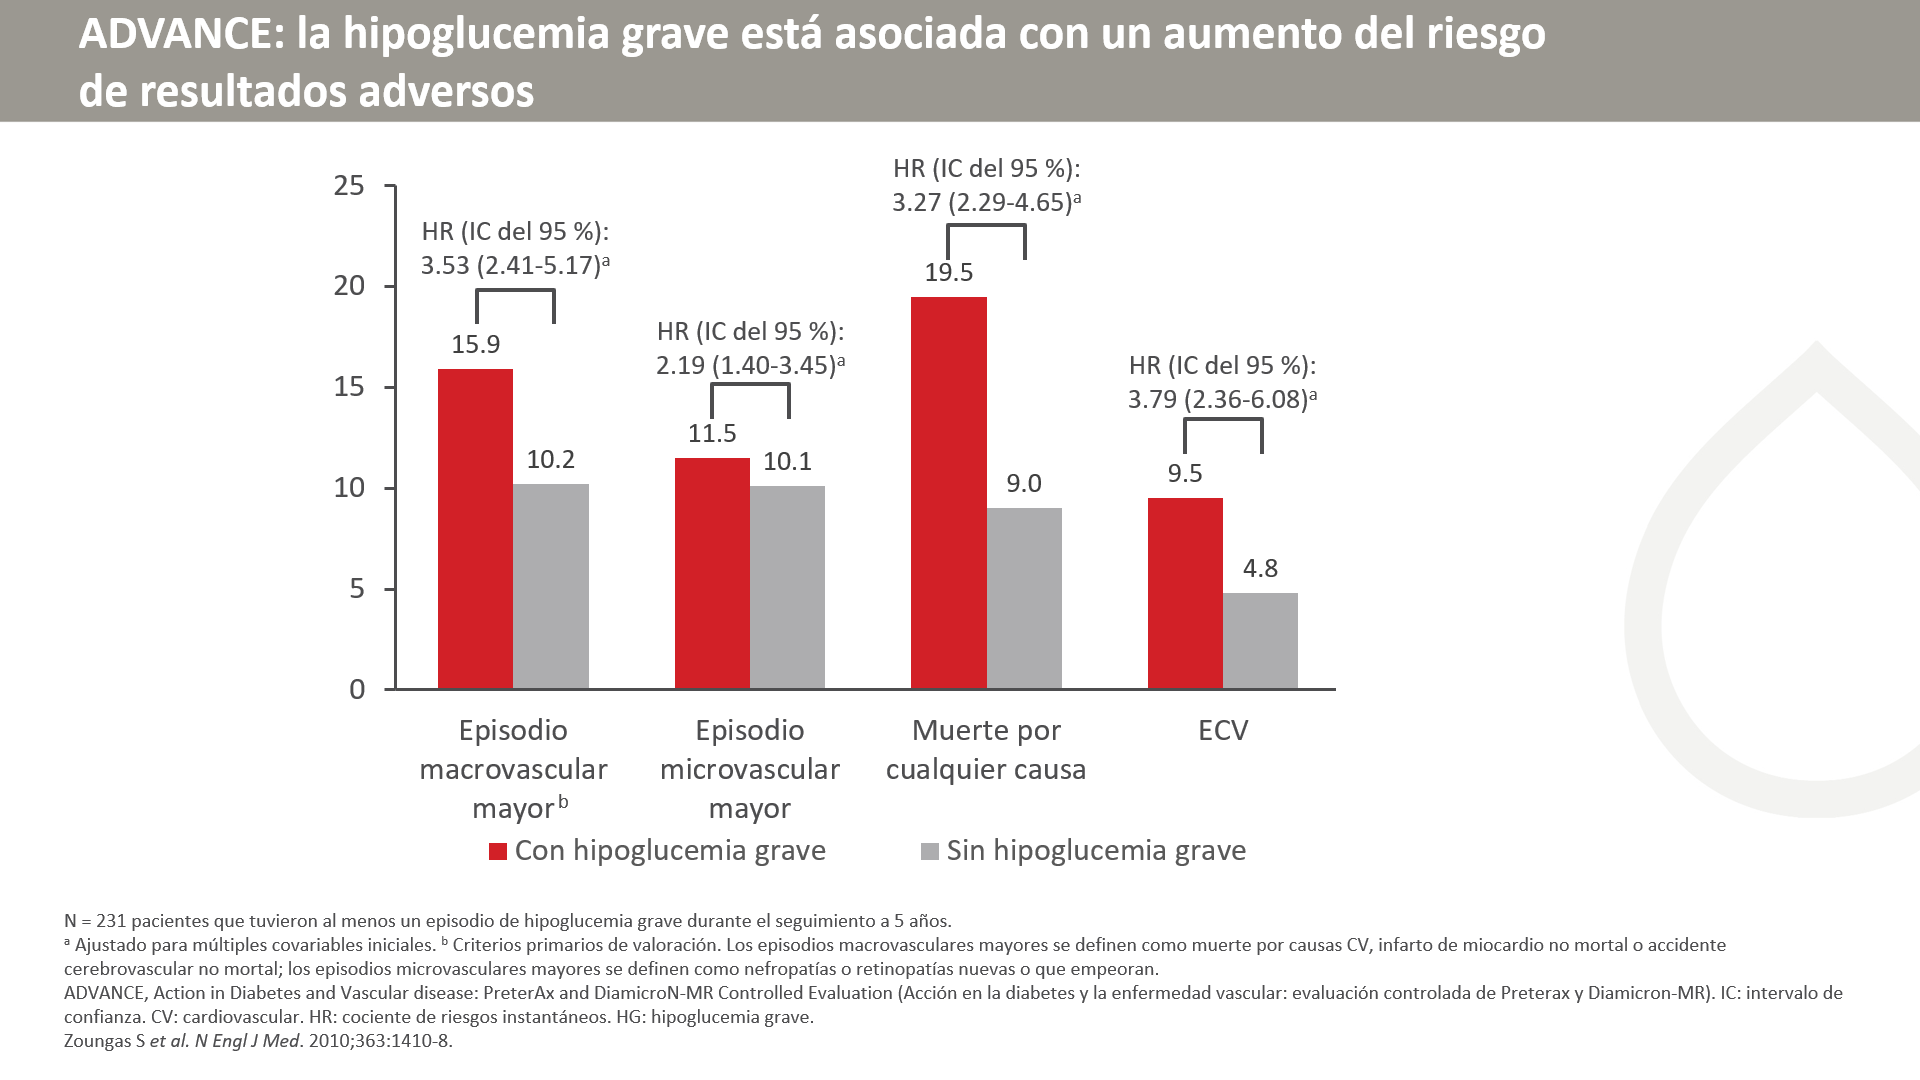 ADVANCE: la hipoglucemia grave está asociada con un aumento del riesgo
de resultados adversos
HR (IC del 95 %):
3.27 (2.29-4.65)ᵃ
25
HR (IC del 95 %):
3.53 (2.41-5.17)ᵃ
20
19.5
HR (IC del 95 %):
2.19 (1.40-3.45)ᵃ
15.9
HR (IC del 95 %):
3.79 (2.36-6.08)ᵃ
15
11.5
10.2
10.1
9.0
9.5
10
4.8
5
0
Episodio
macrovascular
mayor ᵇ
Episodio
microvascular
mayor
Muerte por
cualquier causa
ECV
Con hipoglucemia grave
Sin hipoglucemia grave
N = 231 pacientes que tuvieron al menos un episodio de hipoglucemia grave durante el seguimiento a 5 años.
ᵃ Ajustado para múltiples covariables iniciales. ᵇ Criterios primarios de valoración. Los episodios macrovasculares mayores se definen como muerte por causas CV, infarto de miocardio no mortal o accidente
cerebrovascular no mortal; los episodios microvasculares mayores se definen como nefropatías o retinopatías nuevas o que empeoran.
ADVANCE, Action in Diabetes and Vascular disease: PreterAx and DiamicroN-MR Controlled Evaluation (Acción en la diabetes y la enfermedad vascular: evaluación controlada de Preterax y Diamicron-MR). IC: intervalo de
confianza. CV: cardiovascular. HR: cociente de riesgos instantáneos. HG: hipoglucemia grave.
Zoungas S et al. N Engl J Med. 2010;363:1410-8.